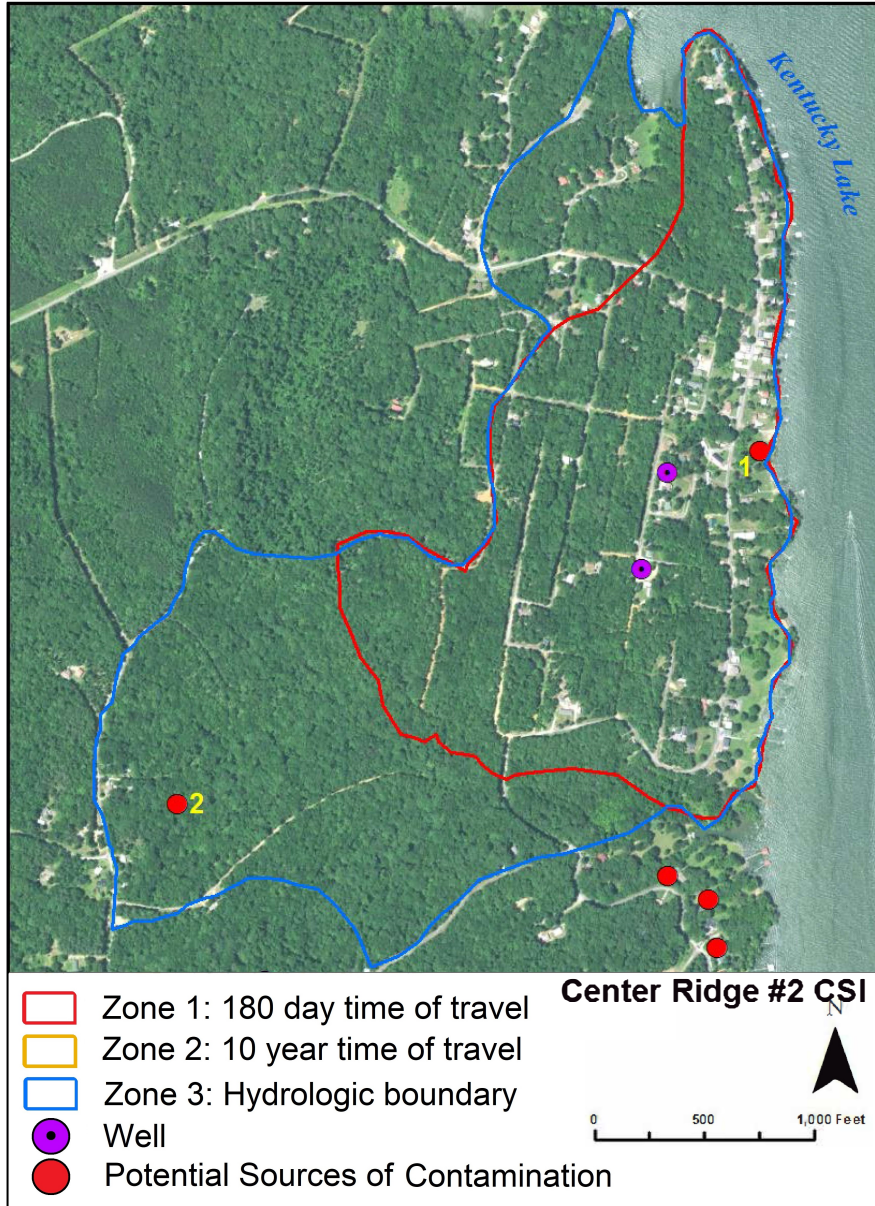 Kentucky Lake
1
2
Center Ridge #2 CSI
N
Zone 1: 180 day time of travel
Zone 2: 10 year time of travel
Zone 3: Hydrologic boundary
Well
Potential Sources of Contamination
0 500 1,000 Feet